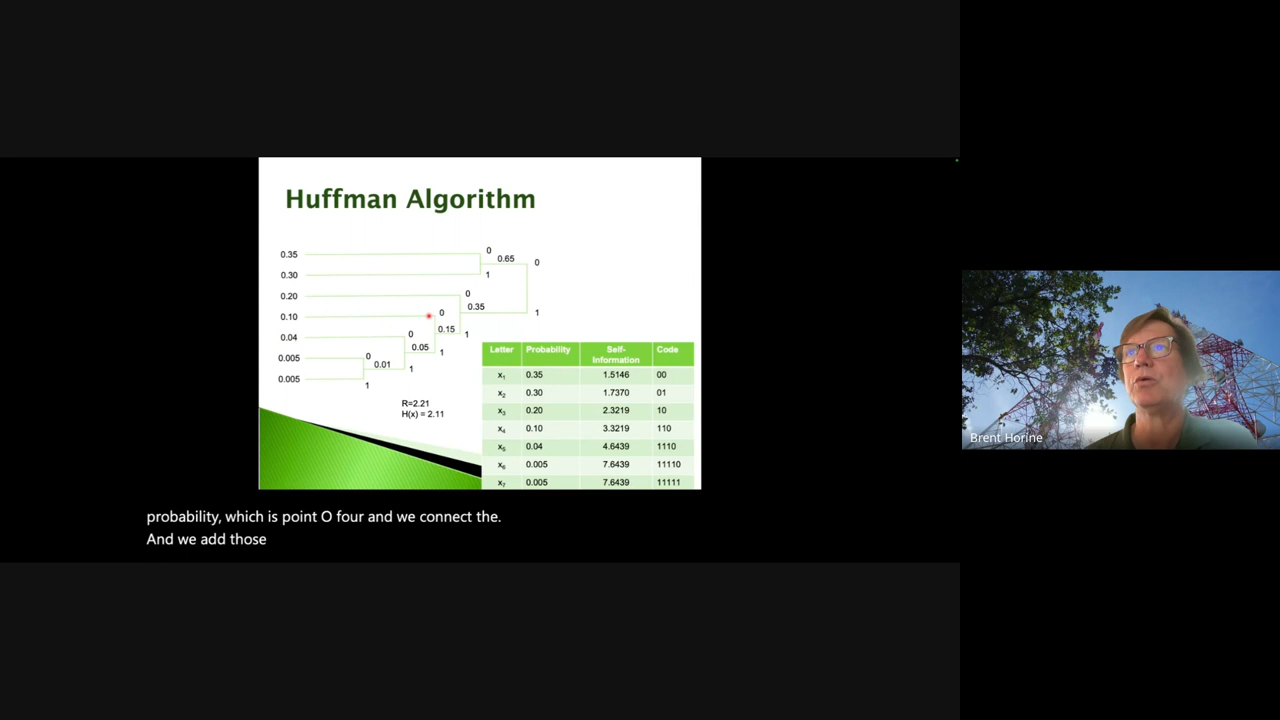 Huffman Algorithm
0.35
0.30
0.20
0.10
0.04
0.005
0.005
0
1
0.01
0
1
0.05
0
1
0.15
0
1
0.35
0
1
0.65
0
1
R=2.21
H(x) = 2.11
Letter Probability Self-Information Code
x₁ 0.35 1.5146 00
x₂ 0.30 1.7370 01
x₃ 0.20 2.3219 10
x₄ 0.10 3.3219 110
x₅ 0.04 4.6439 1110
x₆ 0.005 7.6439 11110
x₇ 0.005 7.6439 11111
Brent Horine
probability, which is point O four and we connect the.
And we add those